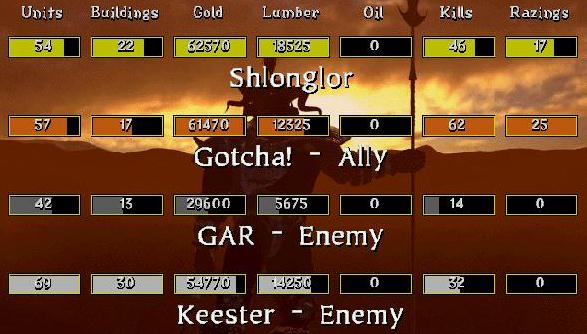 Units Buildings Gold Lumber Oil Kills Razings
54 22 62570 18525 0 46 17
Shlonglor
57 17 61470 12325 0 62 25
Gotcha! - Ally
42 13 29600 5675 0 14 0
GAR - Enemy
69 30 54770 14250 0 32 0
Keester - Enemy